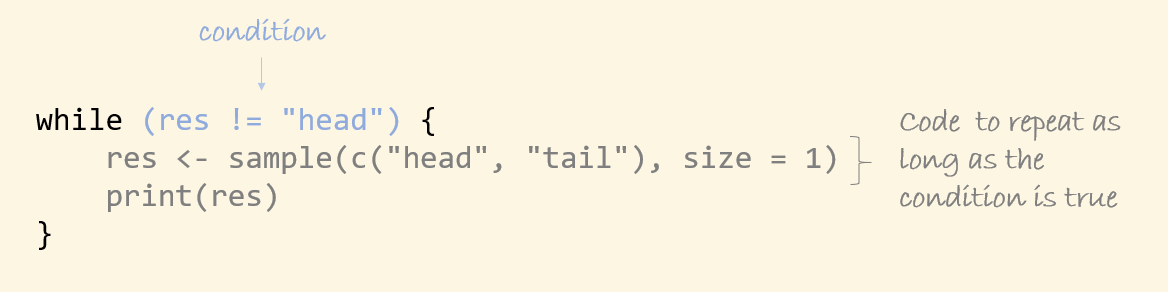 condition
while (res != "head") {
res <- sample(c("head", "tail"), size = 1)
print(res)
}
Code to repeat as
long as the
condition is true